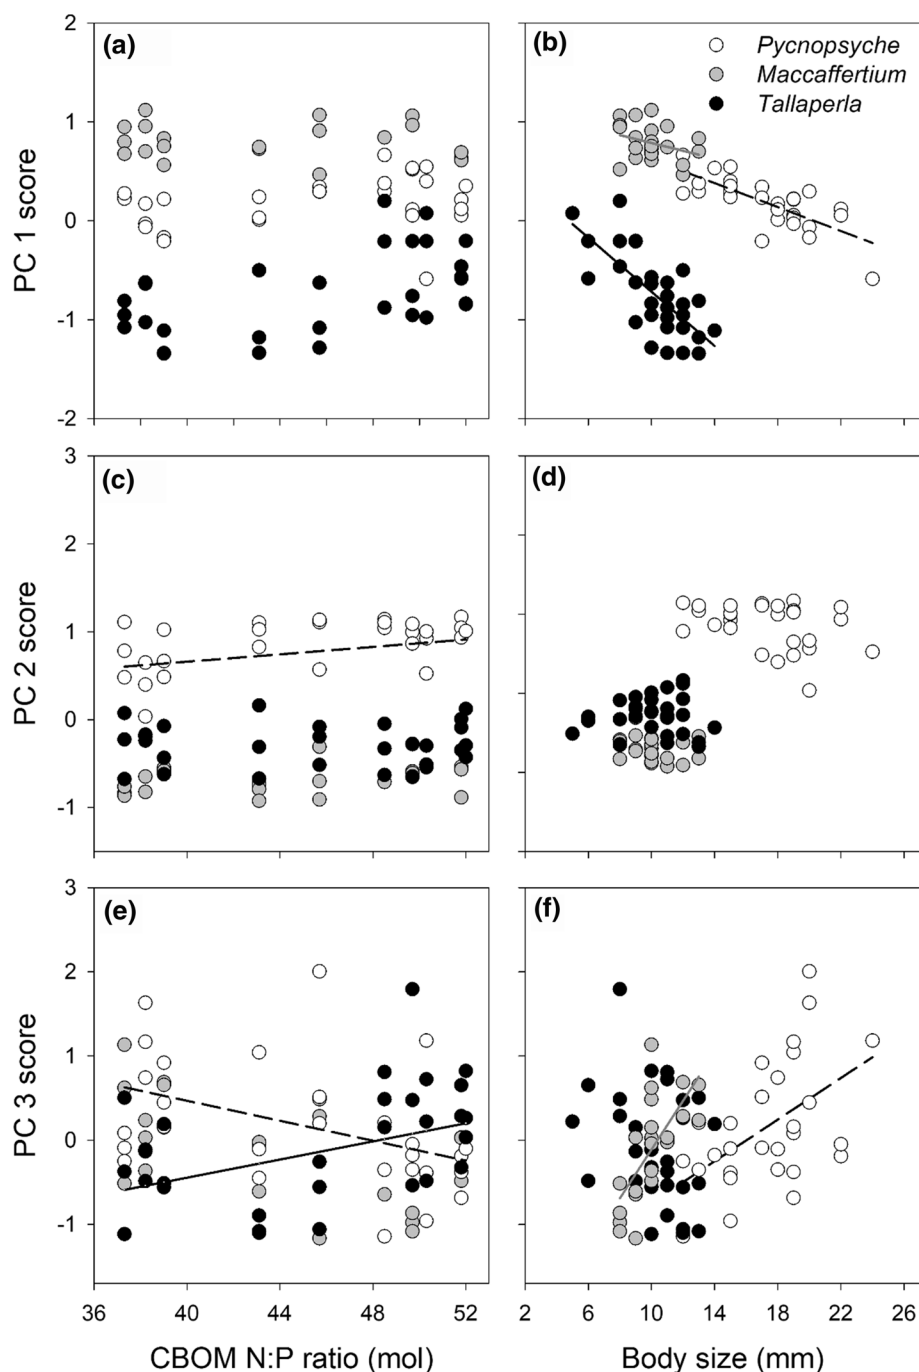 (a)
(b)
Pycnopsyche
Maccaffertium
Tallaperla
PC 1 score
1
0
-1
-2
(c)
(d)
PC 2 score
3
2
1
0
-1
(e)
(f)
PC 3 score
3
2
1
0
-1
36 40 44 48 52
2 6 10 14 18 22 26
CBOM N:P ratio (mol)
Body size (mm)